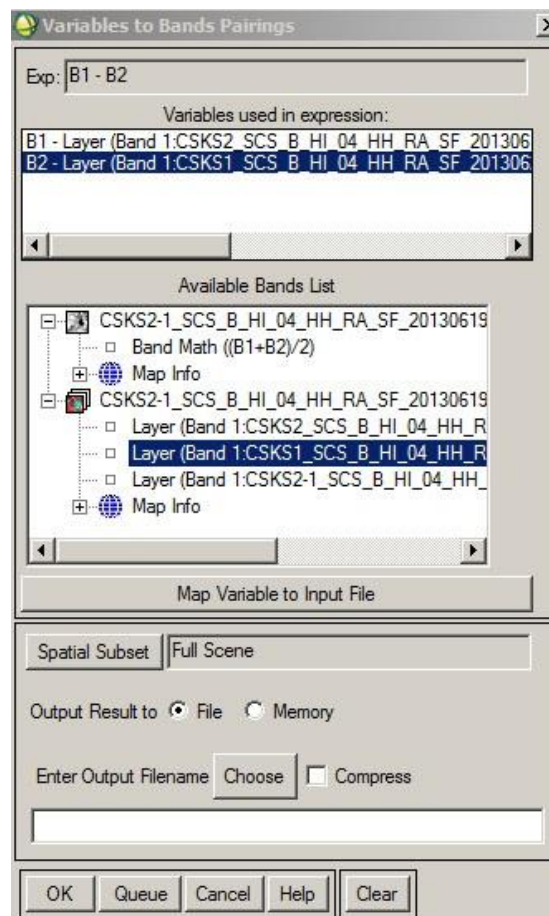 Variables to Bands Pairings
Exp: B1 - B2
Variables used in expression:
B1 - Layer (Band 1:CSKS2_SCS_B_HI_04_HH_RA_SF_201306
B2 - Layer (Band 1:CSKS1_SCS_B_HI_04_HH_RA_SF_20130
Available Bands List
CSKS2-1_SCS_B_HI_04_HH_RA_SF_20130619
Band Math ((B1+B2)/2)
Map Info
CSKS2-1_SCS_B_HI_04_HH_RA_SF_20130619
Layer (Band 1:CSKS2_SCS_B_HI_04_HH_R
Layer (Band 1:CSKS1_SCS_B_HI_04_HH_R
Layer (Band 1:CSKS2-1_SCS_B_HI_04_HH_
Map Info
Map Variable to Input File
Spatial Subset Full Scene
Output Result to File Memory
Enter Output Filename Choose Compress
OK Queue Cancel Help Clear